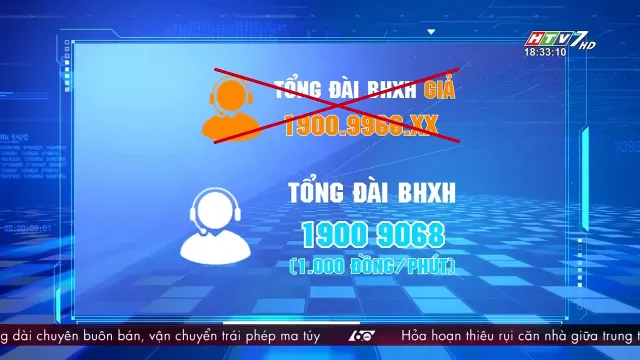 HTV7 HD
18:33:10
TỔNG ĐÀI BHXH GIẢ
1900.9968.XX
TỔNG ĐÀI BHXH
1900 9068
(1.000 ĐỒNG/PHÚT)
g dài chuyên buôn bán, vận chuyển trái phép ma túy
Hỏa hoạn thiêu rụi căn nhà giữa trung t